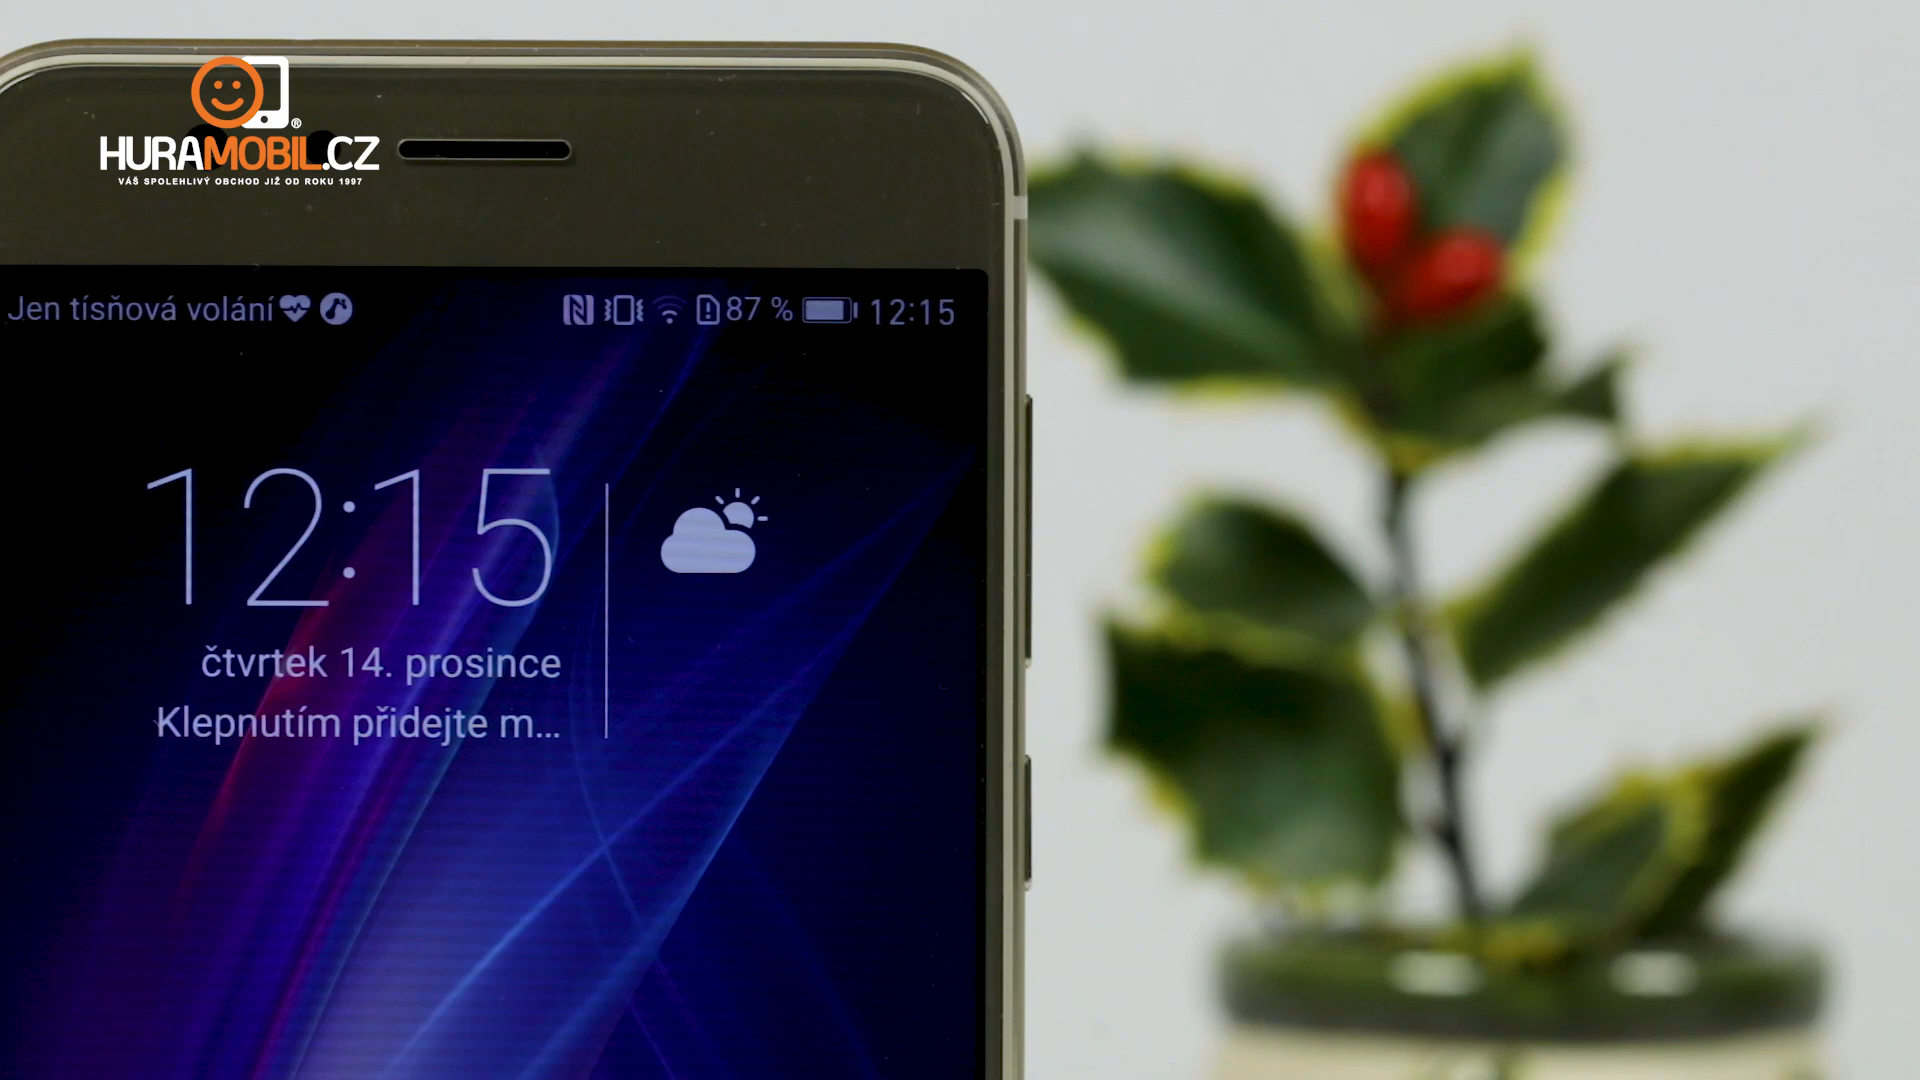 HURAMOBIL.CZ®
VÁŠ SPOLEHLIVÝ OBCHOD JIŽ OD ROKU 1997
Jen tísňová volání 87 % 12:15
12:15
čtvrtek 14. prosince
Klepnutím přidejte m...